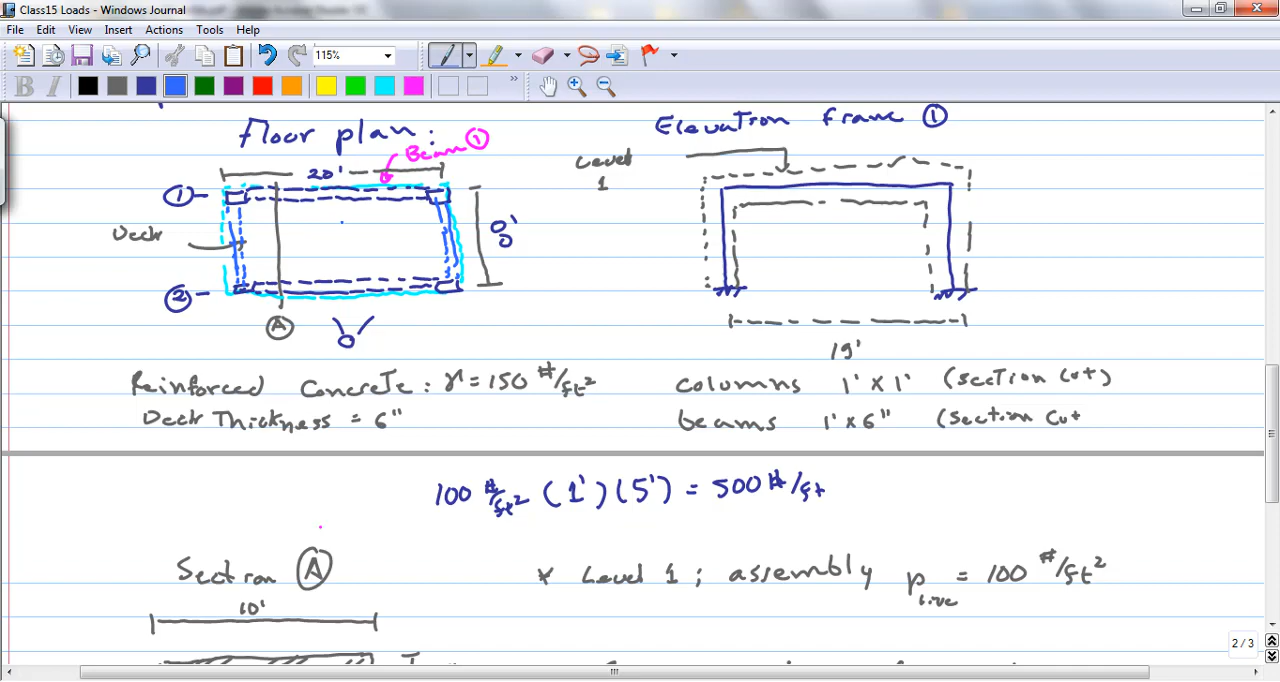 Class15 Loads - Windows Journal
File Edit View Insert Actions Tools Help
115%
B I
floor plan:
Beam ①
20'
①
Deck
②
Ⓐ
Elevation frame ①
Level
1
19'
Reinforced Concrete: γ = 150 #/ft²
Deck Thickness = 6"
columns 1' x 1' (section cut)
beams 1' x 6" (section cut
100 #/ft² (1')(5') = 500 #/ft
Section Ⓐ
10'
* Level 1; assembly p live = 100 #/ft²
2 / 3